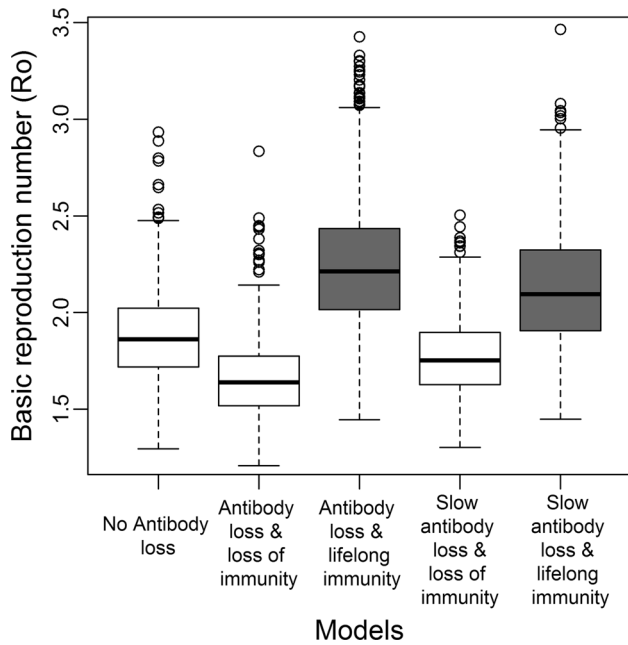 Basic reproduction number (Ro)
3.5
3.0
2.5
2.0
1.5
No Antibody
loss
Antibody
loss &
loss of
immunity
Antibody
loss &
lifelong
immunity
Slow
antibody
loss &
loss of
immunity
Slow
antibody
loss &
lifelong
immunity
Models